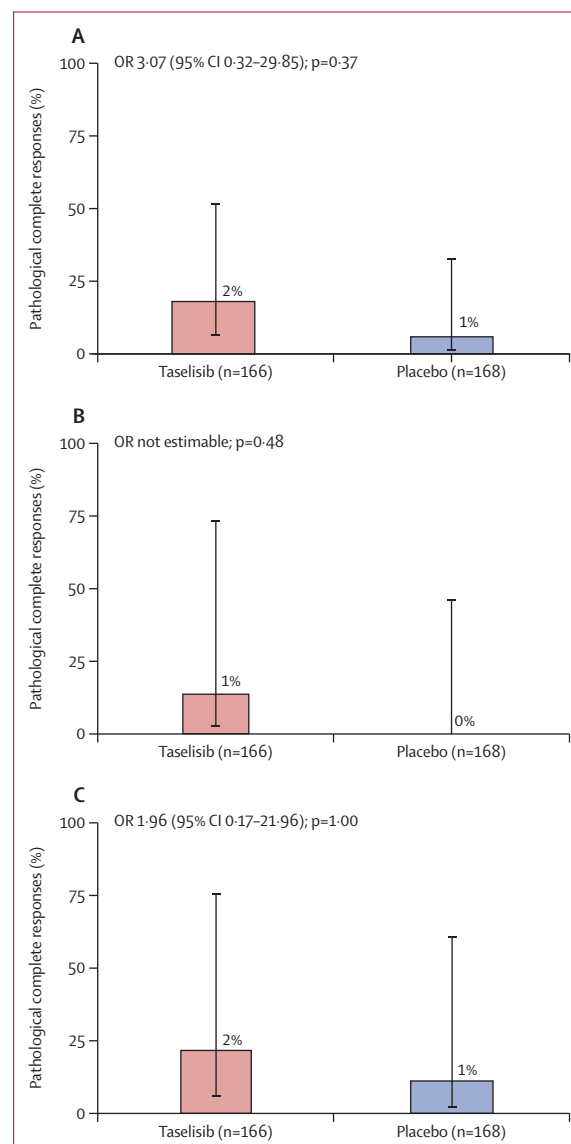 A
OR 3·07 (95% CI 0·32–29·85); p=0·37
Pathological complete responses (%)
100
75
50
25
0
2%
1%
Taselisib (n=166)
Placebo (n=168)
B
OR not estimable; p=0·48
Pathological complete responses (%)
100
75
50
25
0
1%
0%
Taselisib (n=166)
Placebo (n=168)
C
OR 1·96 (95% CI 0·17–21·96); p=1·00
Pathological complete responses (%)
100
75
50
25
0
2%
1%
Taselisib (n=166)
Placebo (n=168)